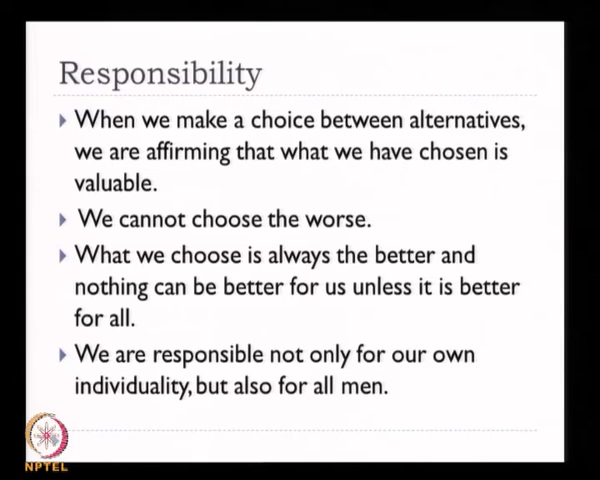 Responsibility
When we make a choice between alternatives,
we are affirming that what we have chosen is
valuable.
We cannot choose the worse.
What we choose is always the better and
nothing can be better for us unless it is better
for all.
We are responsible not only for our own
individuality, but also for all men.
NPTEL